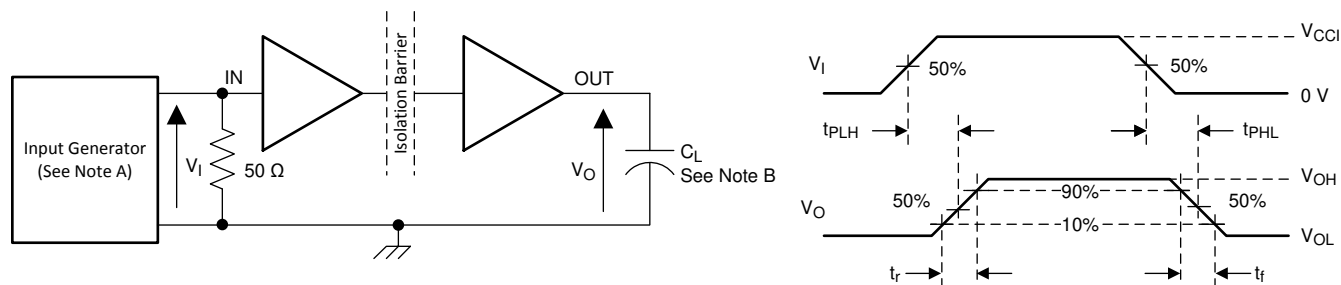 Input Generator
(See Note A)
V_I
IN
50 Ω
Isolation Barrier
OUT
V_O
C_L
See Note B
V_I
50%
50%
V_CCI
0 V
t_PLH
t_PHL
V_O
50%
90%
10%
50%
V_OH
V_OL
t_r
t_f